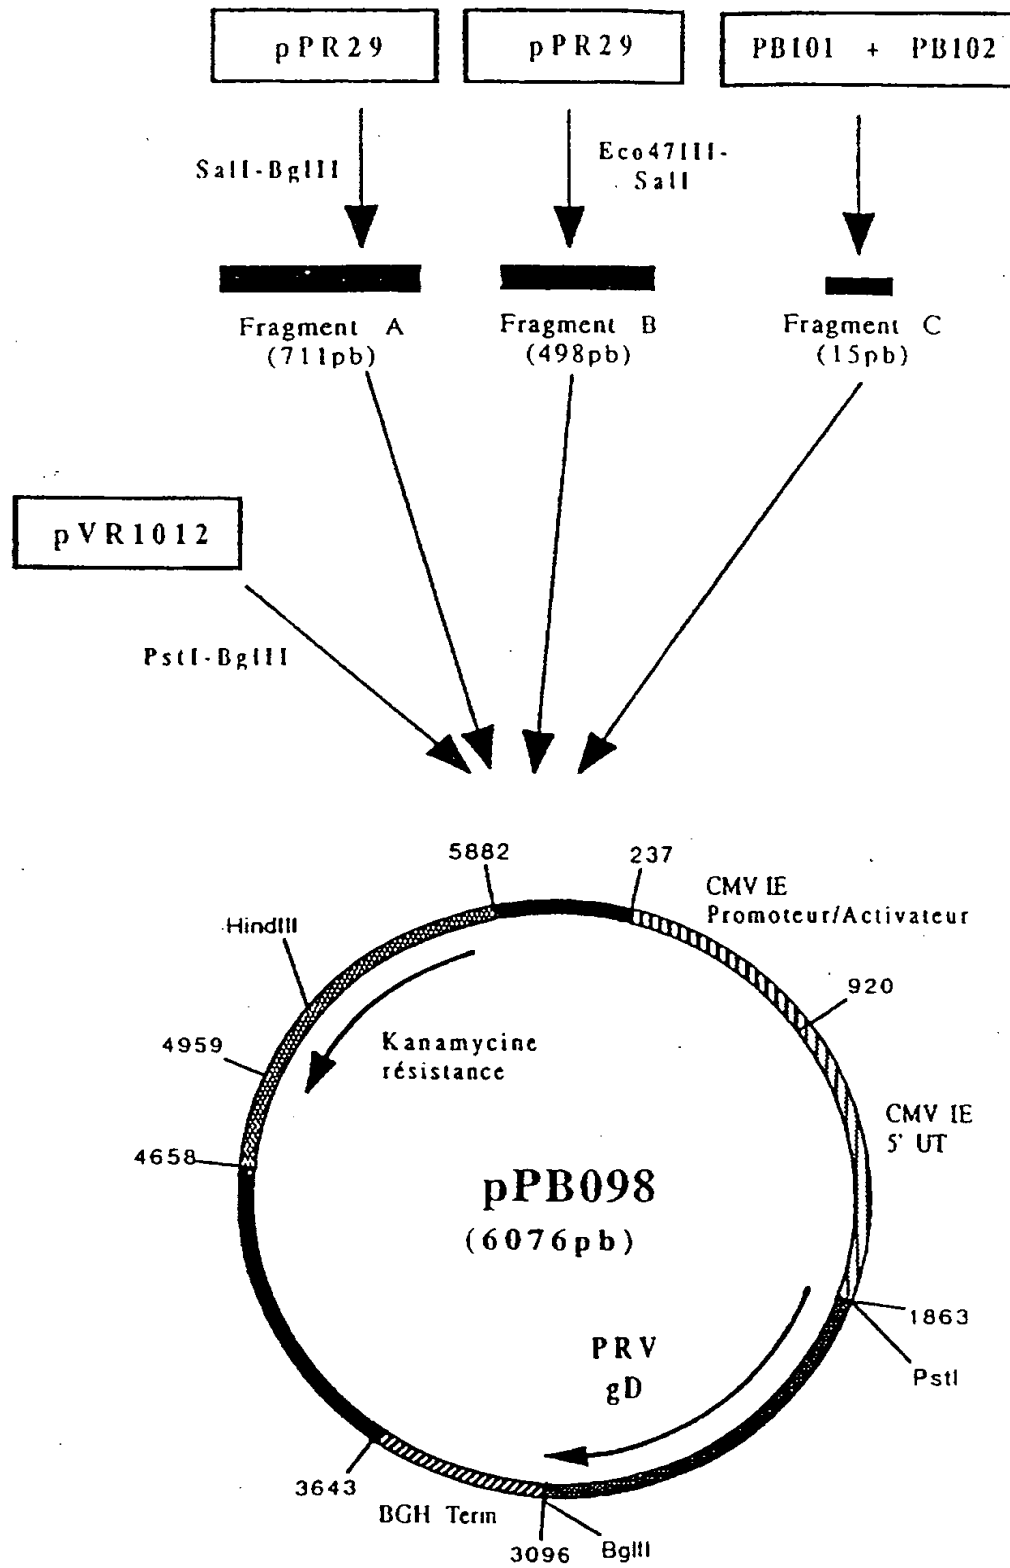 pPR29
pPR29
PB101 + PB102
SalI-BglII
Eco47III-
SalI
Fragment A
(711pb)
Fragment B
(498pb)
Fragment C
(15pb)
pVR1012
PstI-BglII
5882
237
CMV IE
Promoteur/Activateur
HindIII
920
4959
Kanamycine
résistance
CMV IE
5' UT
4658
pPB098
(6076pb)
1863
PRV
gD
PstI
3643
BGH Term
3096
BglII